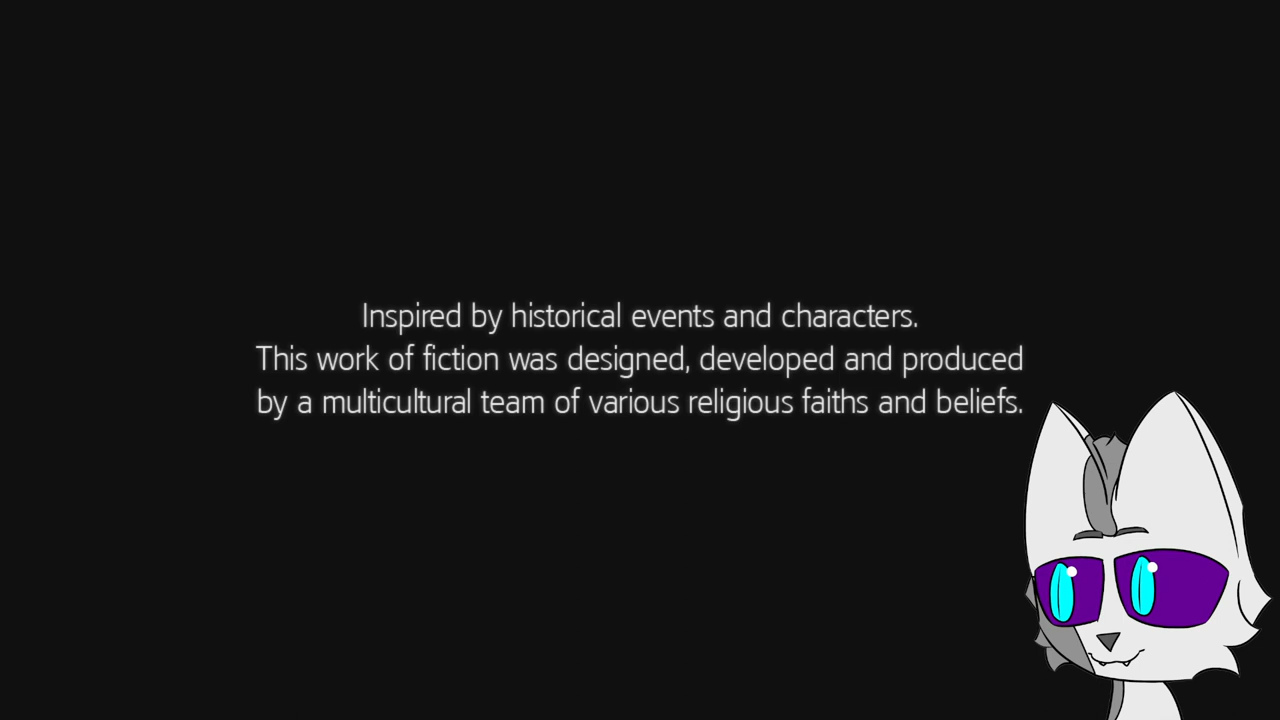 Inspired by historical events and characters.
This work of fiction was designed, developed and produced
by a multicultural team of various religious faiths and beliefs.